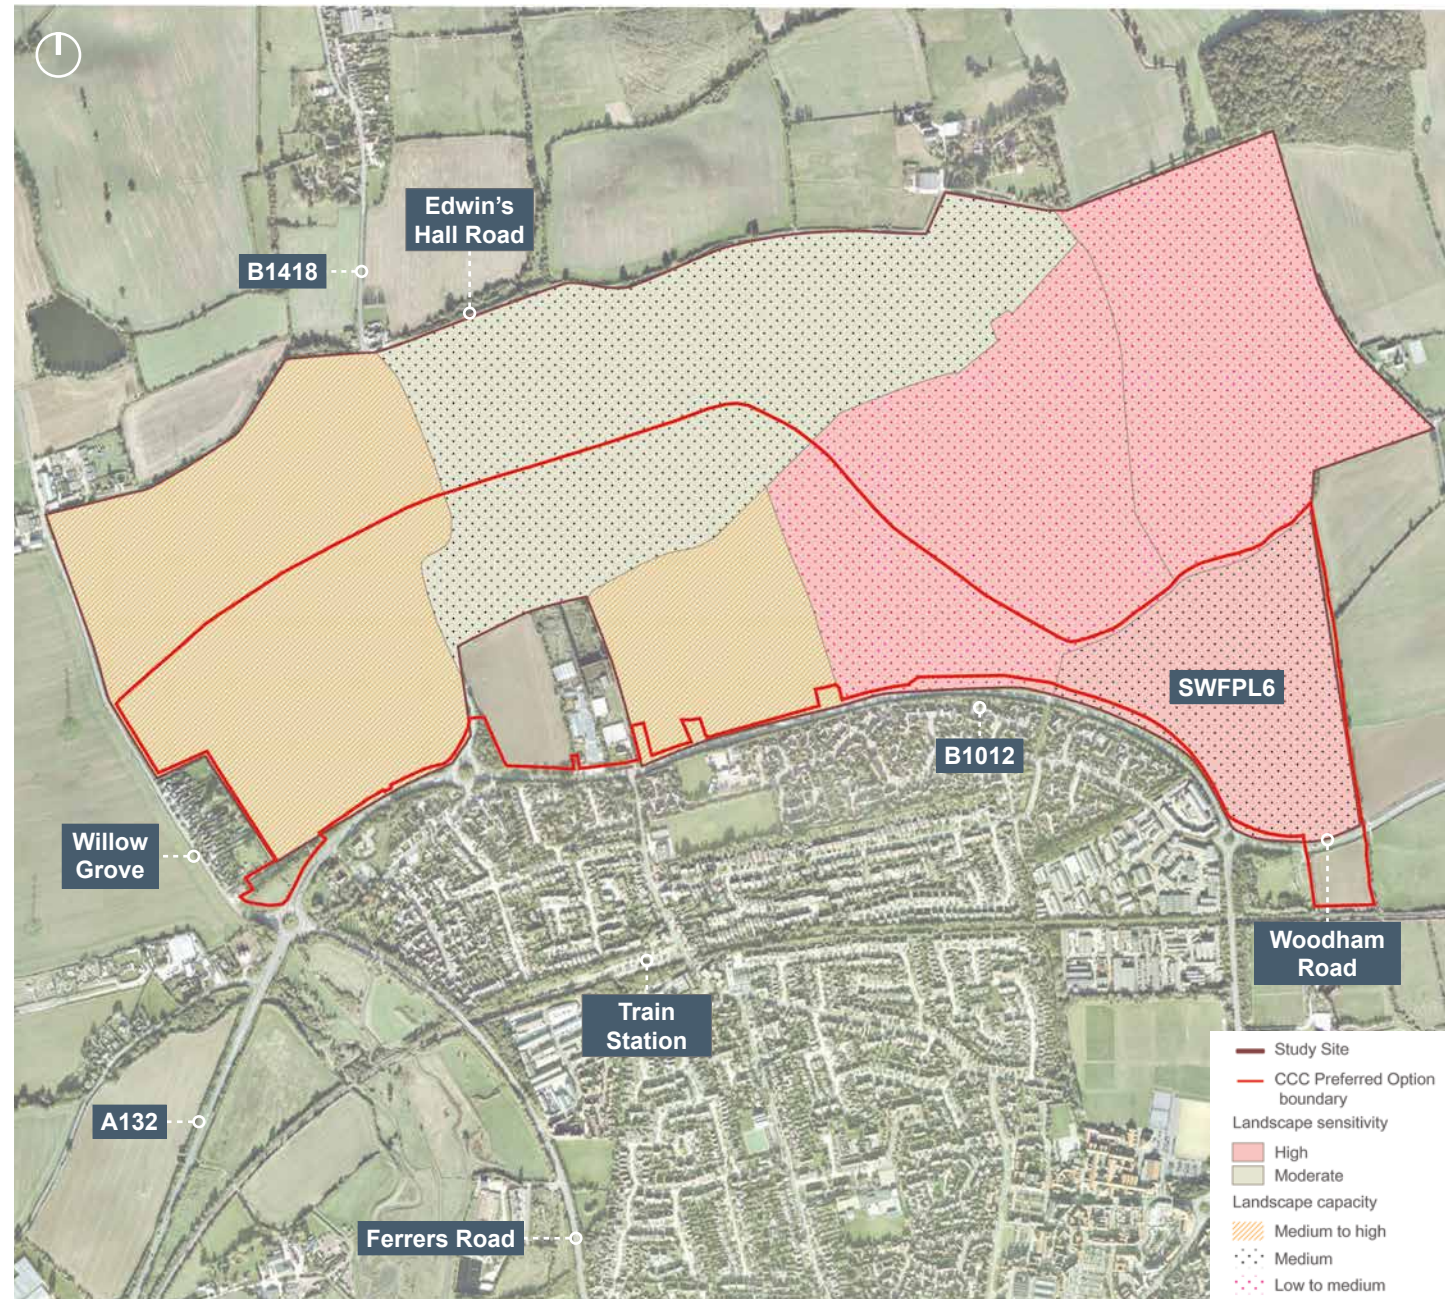 Edwin's
Hall Road
B1418
SWFPL6
B1012
Willow
Grove
Woodham
Road
Train
Station
A132
Ferrers Road
Study Site
CCC Preferred Option
boundary
Landscape sensitivity
High
Moderate
Landscape capacity
Medium to high
Medium
Low to medium